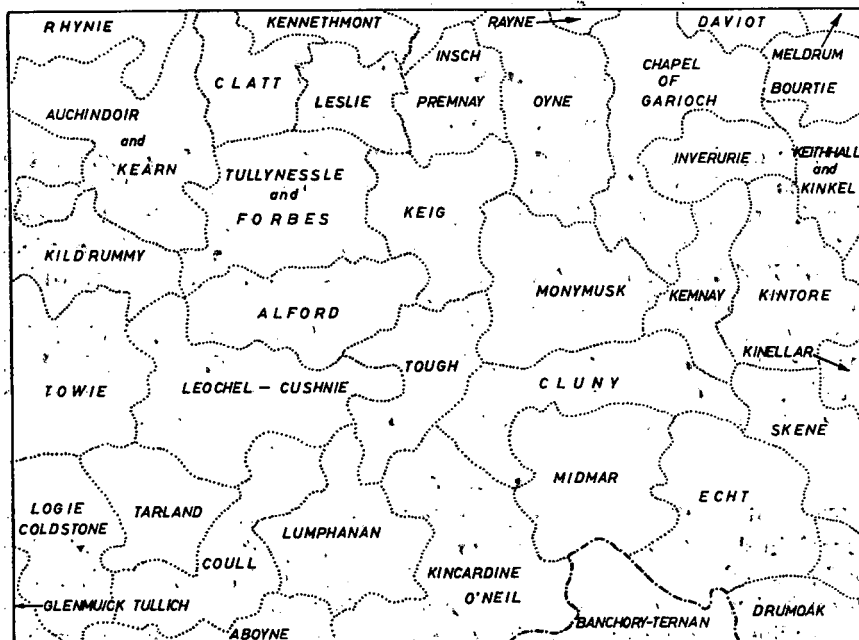 RHYNIE
KENNETHMONT
RAYNE
DAVIOT
MELDRUM
INSCH
CLATT
LESLIE
PREMNAY
OYNE
CHAPEL
OF
GARIOCH
BOURTIE
AUCHINDOIR
and
KEARN
TULLYNESSLE
and
FORBES
KEIG
INVERURIE
KEITHHALL
and
KINKEL
KILDRUMMY
ALFORD
MONYMUSK
KEMNAY
KINTORE
KINELLAR
TOWIE
LEOCHEL - CUSHNIE
TOUGH
CLUNY
SKENE
MIDMAR
ECHT
LOGIE
COLDSTONE
TARLAND
COULL
LUMPHANAN
KINCARDINE
O'NEIL
GLENMUICK TULLICH
ABOYNE
BANCHORY-TERNAN
DRUMOAK